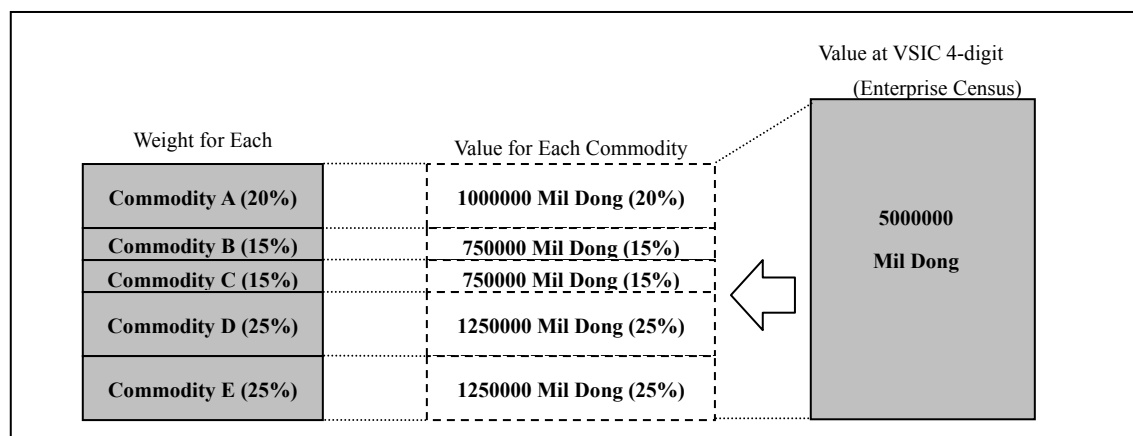 Value at VSIC 4-digit
(Enterprise Census)
Weight for Each
Value for Each Commodity
Commodity A (20%)
1000000 Mil Dong (20%)
Commodity B (15%)
750000 Mil Dong (15%)
Commodity C (15%)
750000 Mil Dong (15%)
Commodity D (25%)
1250000 Mil Dong (25%)
Commodity E (25%)
1250000 Mil Dong (25%)
5000000
Mil Dong